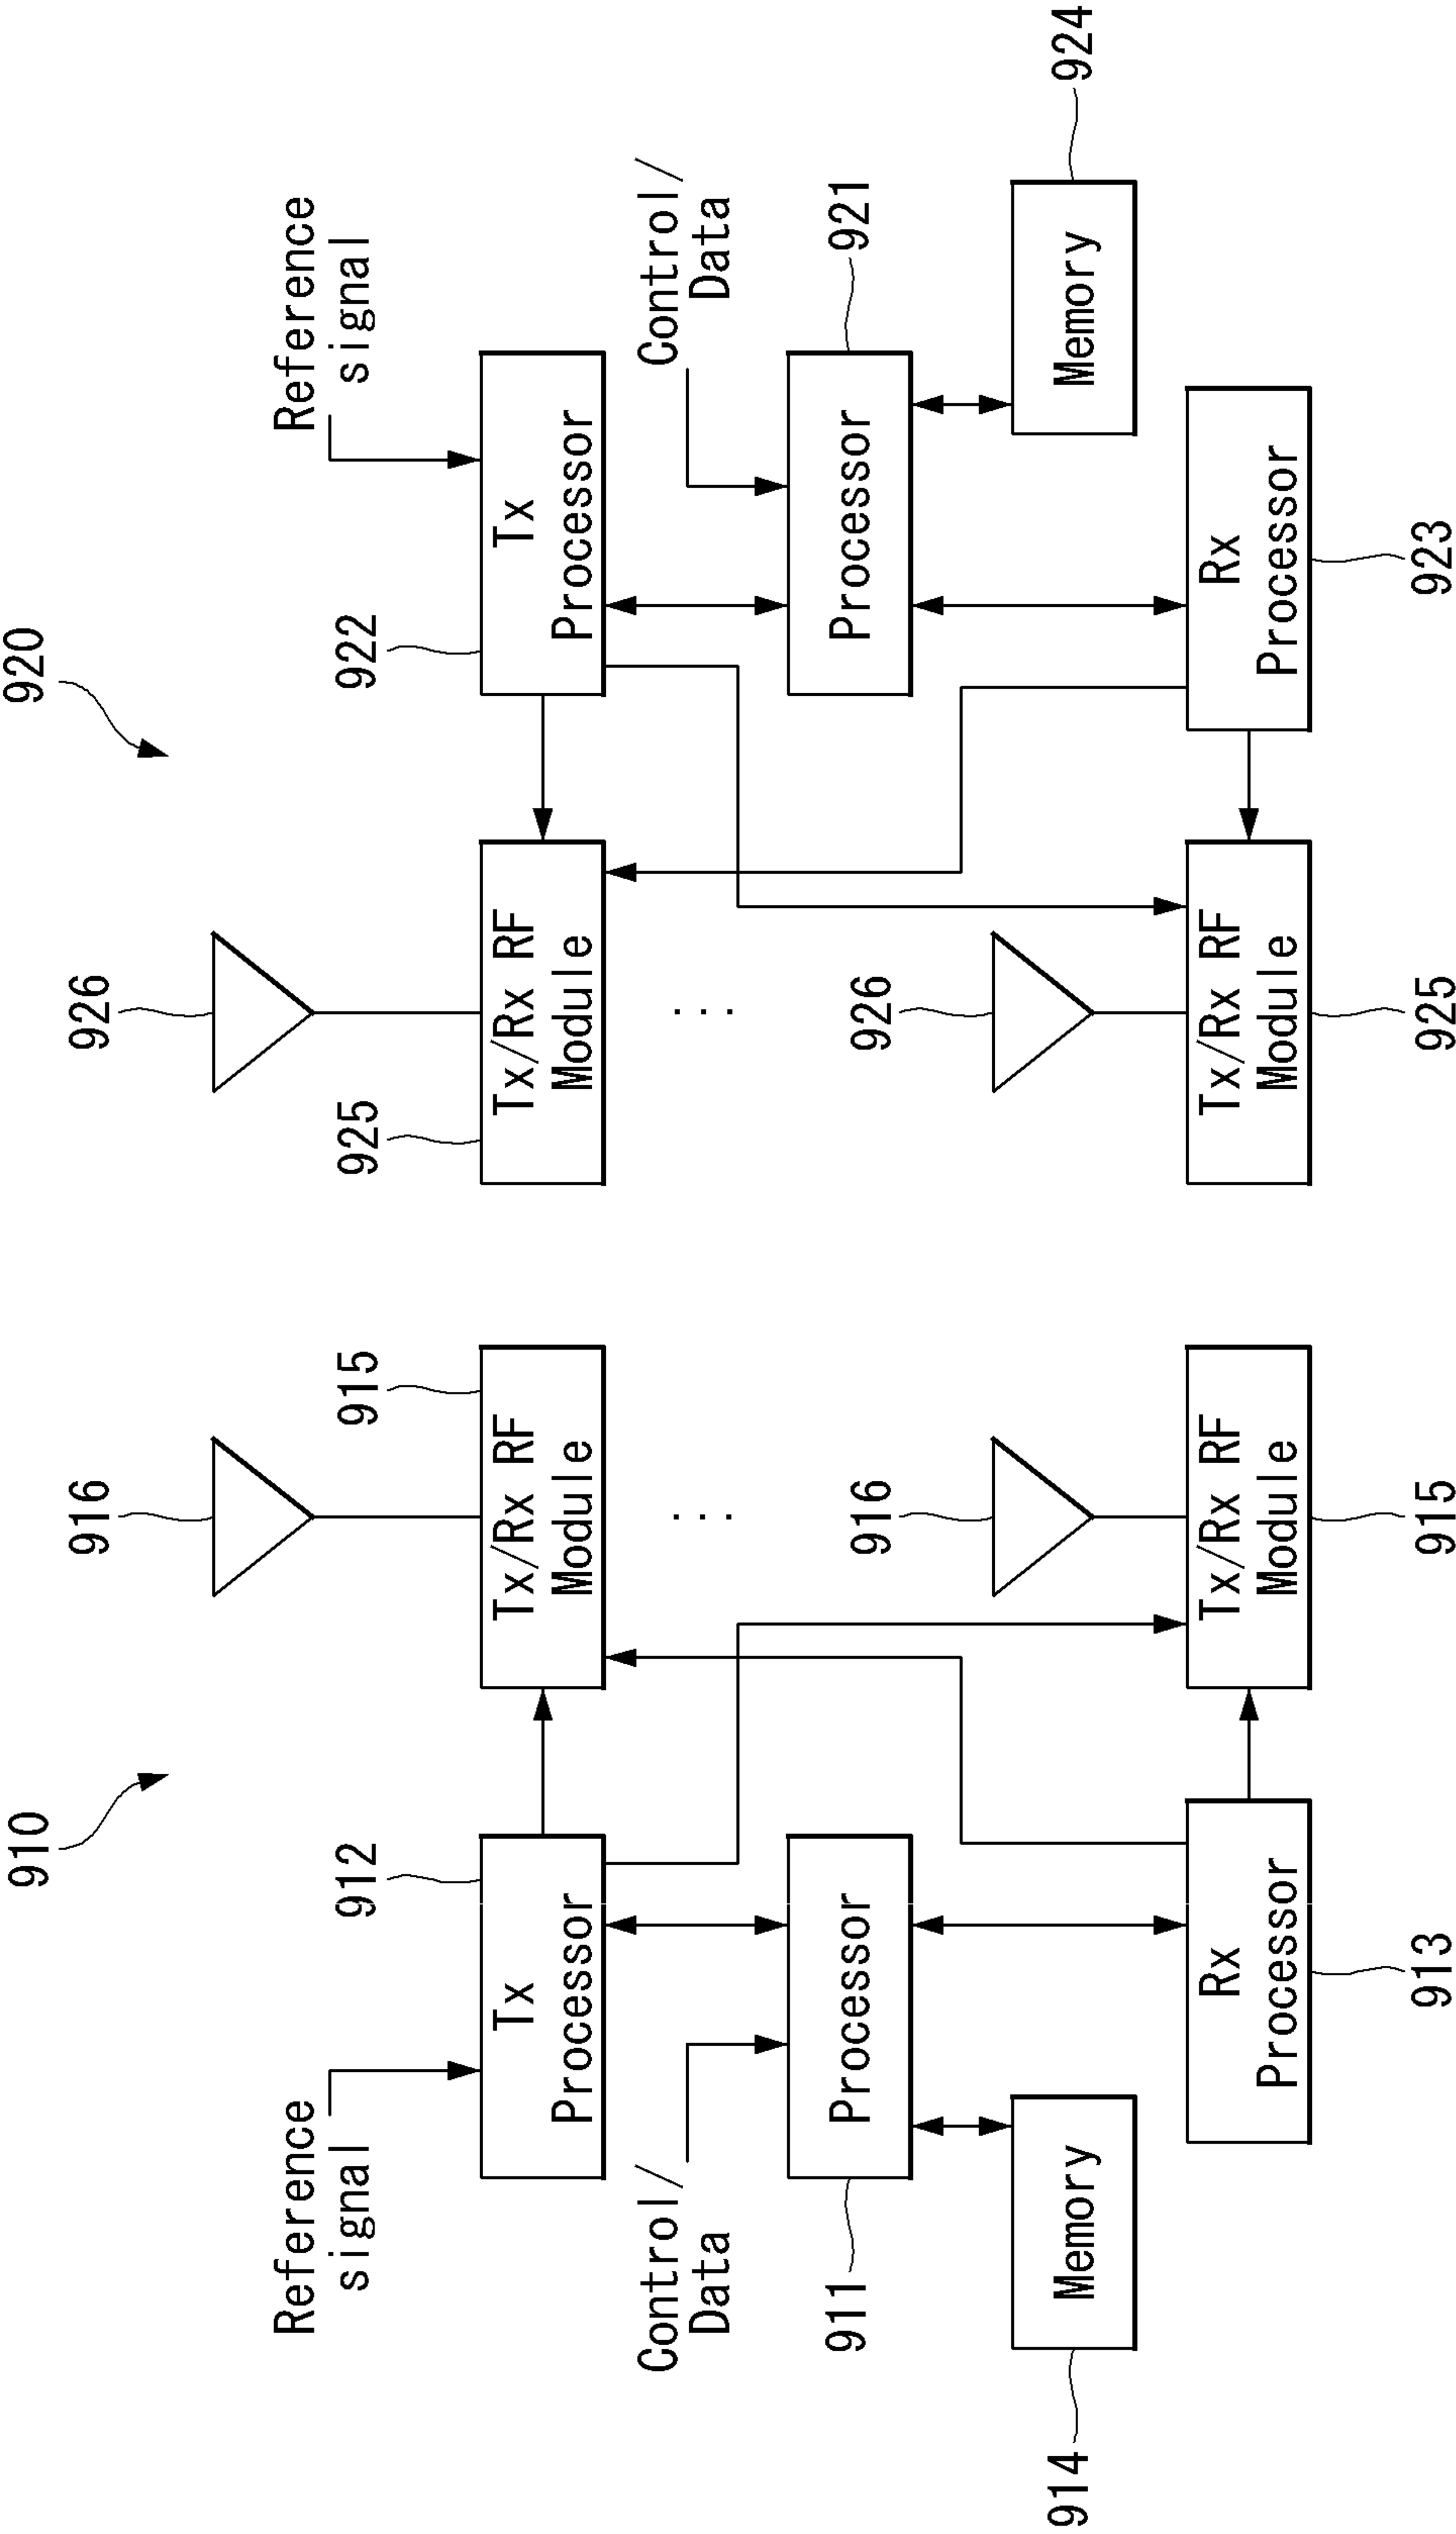 910
920
916
926
Reference
signal
912
915
925
922
Reference
signal
Tx
Processor
Tx/Rx RF
Module
Tx/Rx RF
Module
Tx
Processor
Control/
Data
...
...
Control/
Data
911
Processor
916
926
Processor
921
914
Memory
Memory
924
Rx
Processor
Tx/Rx RF
Module
Tx/Rx RF
Module
Rx
Processor
913
915
925
923